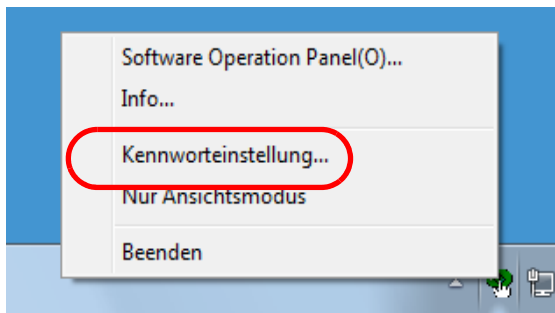 Software Operation Panel(O)...
Info...
Kennworteinstellung...
Nur Ansichtsmodus
Beenden